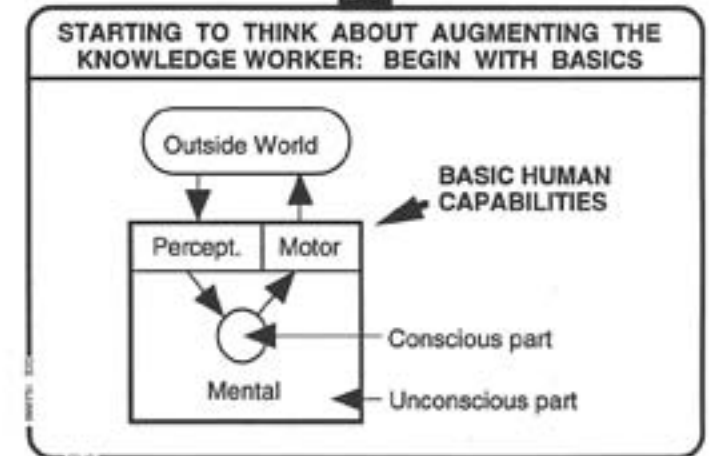 STARTING TO THINK ABOUT AUGMENTING THE
KNOWLEDGE WORKER: BEGIN WITH BASICS
Outside World
BASIC HUMAN
CAPABILITIES
Percept.
Motor
Conscious part
Mental
Unconscious part